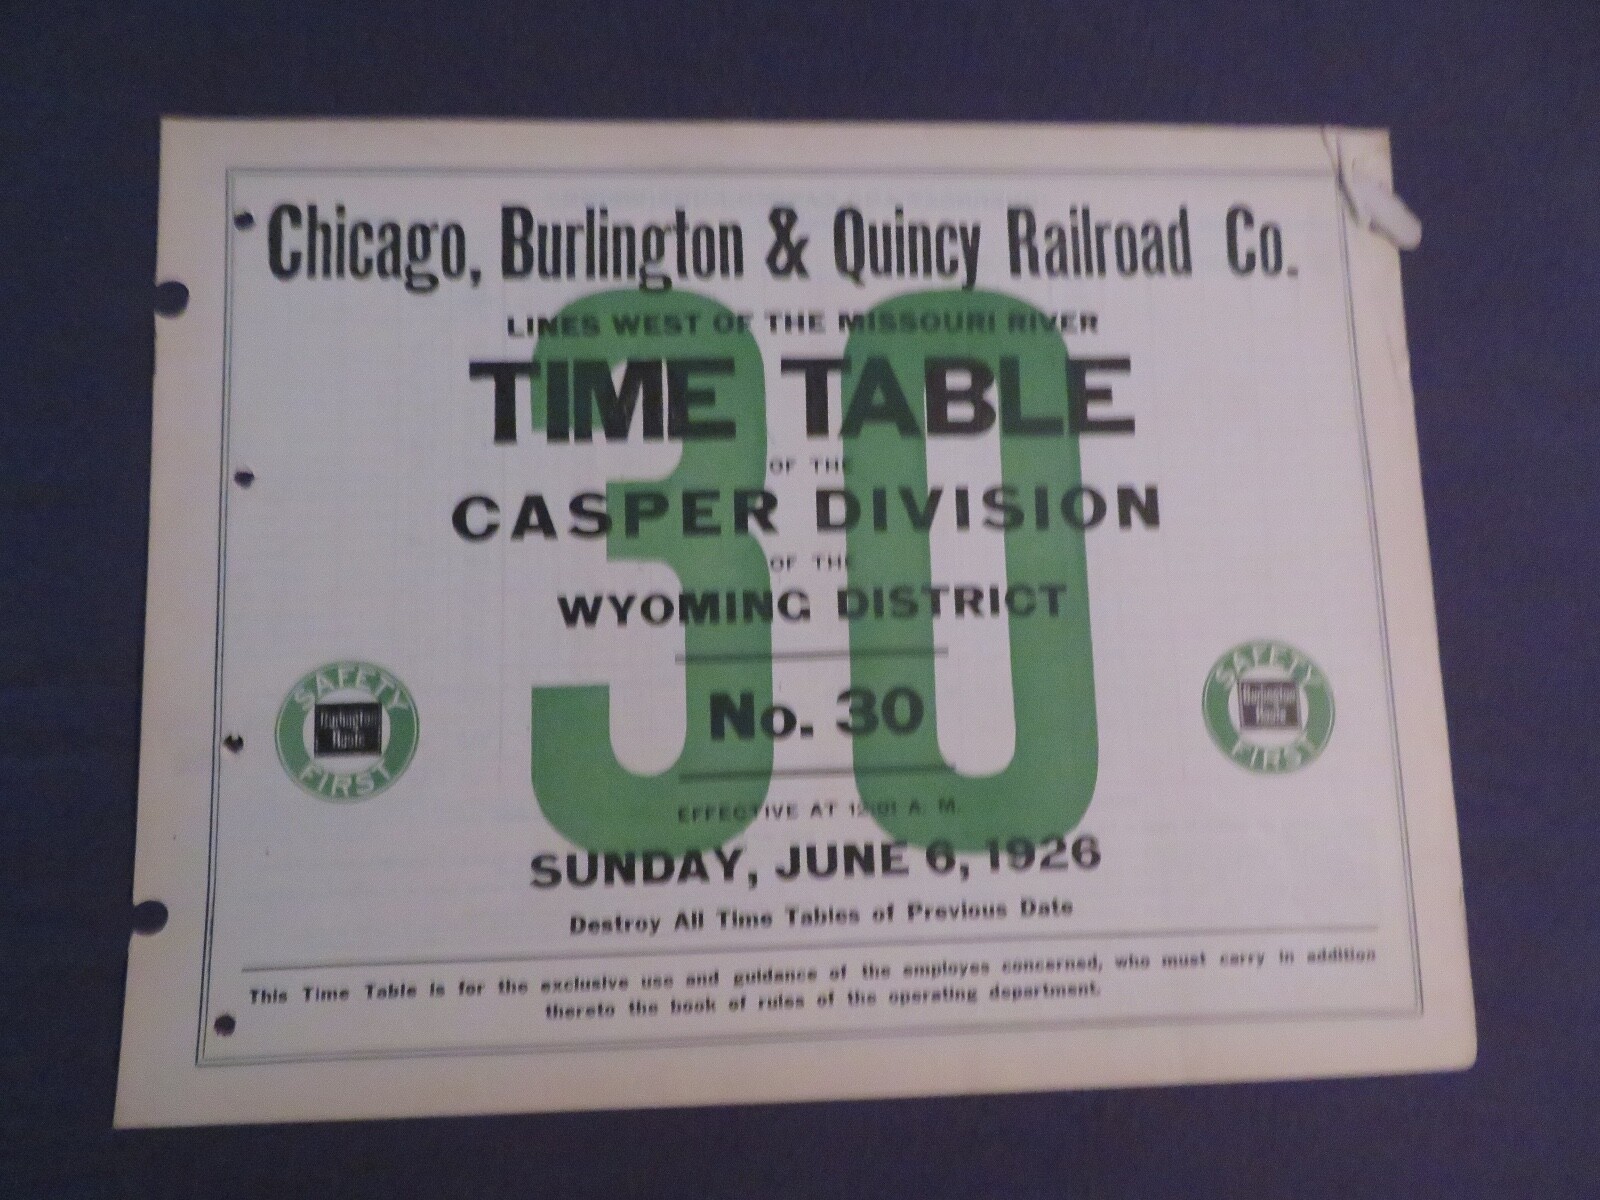 Chicago, Burlington & Quincy Railroad Co.
LINES WEST OF THE MISSOURI RIVER
TIME TABLE
OF THE
CASPER DIVISION
OF THE
WYOMING DISTRICT
30
No. 30
SAFETY
Burlington
Route
FIRST
SAFETY
Burlington
Route
FIRST
EFFECTIVE AT 12:01 A. M.
SUNDAY, JUNE 6, 1926
Destroy All Time Tables of Previous Date
This Time Table is for the exclusive use and guidance of the employes concerned, who must carry in addition
thereto the book of rules of the operating department.